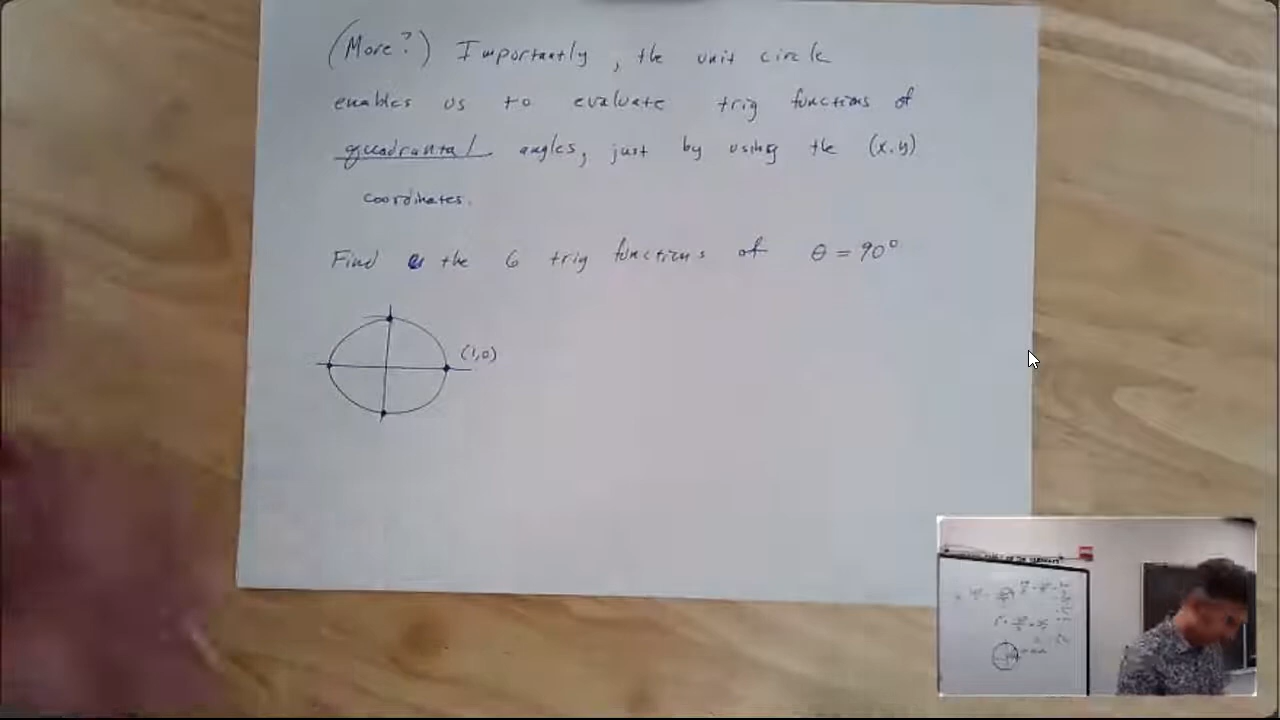 (More?) Importantly, the unit circle
enables us to evaluate trig functions of
quadrantal angles, just by using the (x,y)
coordinates.
Find the 6 trig functions of θ = 90°
(1,0)